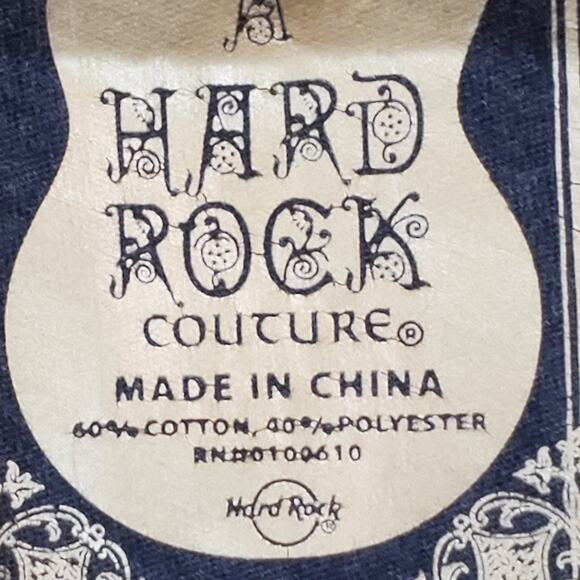 A
HARD
ROCK
COUTURE®
MADE IN CHINA
60% COTTON, 40% POLYESTER
RN#0100610
Hard Rock®